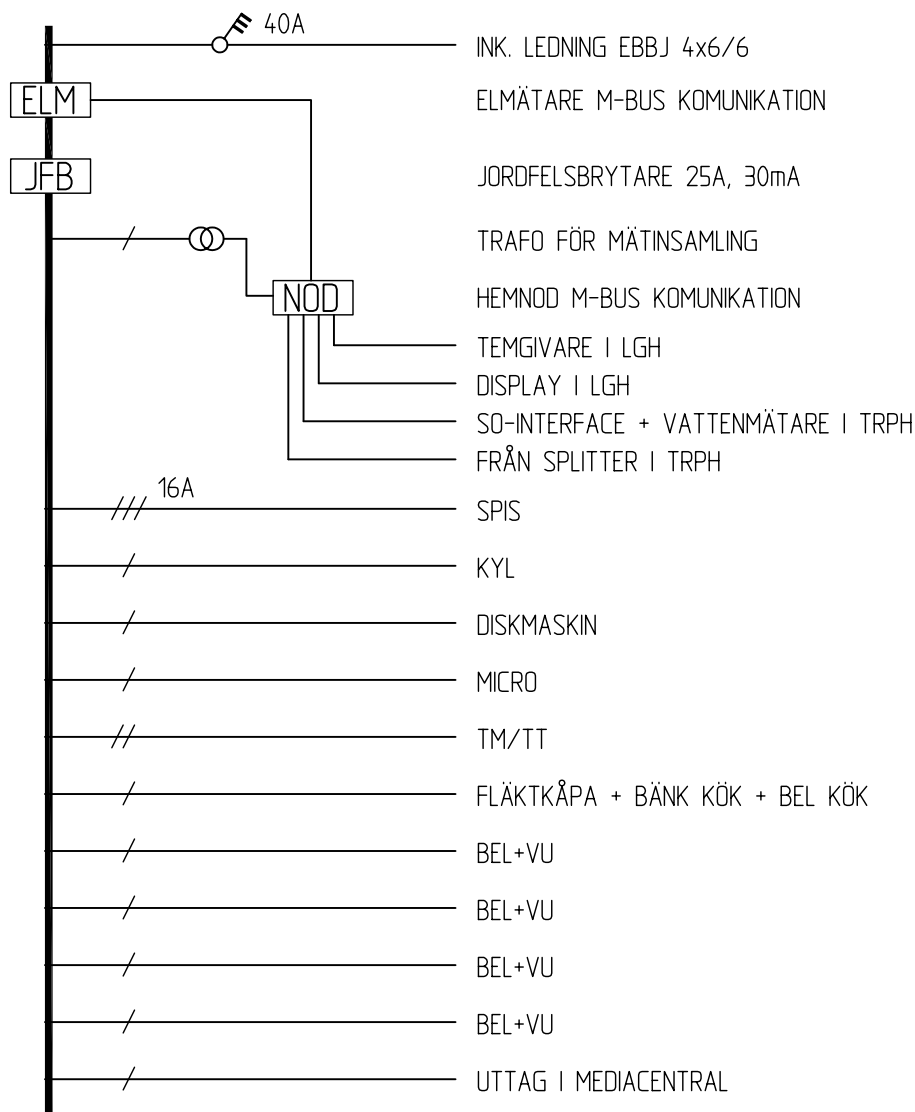 40A
INK. LEDNING EBBJ 4x6/6
ELM
ELMÄTARE M-BUS KOMUNIKATION
JFB
JORDFELSBRYTARE 25A, 30mA
TRAFO FÖR MÄTINSAMLING
NOD
HEMNOD M-BUS KOMUNIKATION
TEMGIVARE I LGH
DISPLAY I LGH
SO-INTERFACE + VATTENMÄTARE I TRPH
FRÅN SPLITTER I TRPH
16A
SPIS
KYL
DISKMASKIN
MICRO
TM/TT
FLÄKTKÅPA + BÄNK KÖK + BEL KÖK
BEL+VU
BEL+VU
BEL+VU
BEL+VU
UTTAG I MEDIACENTRAL